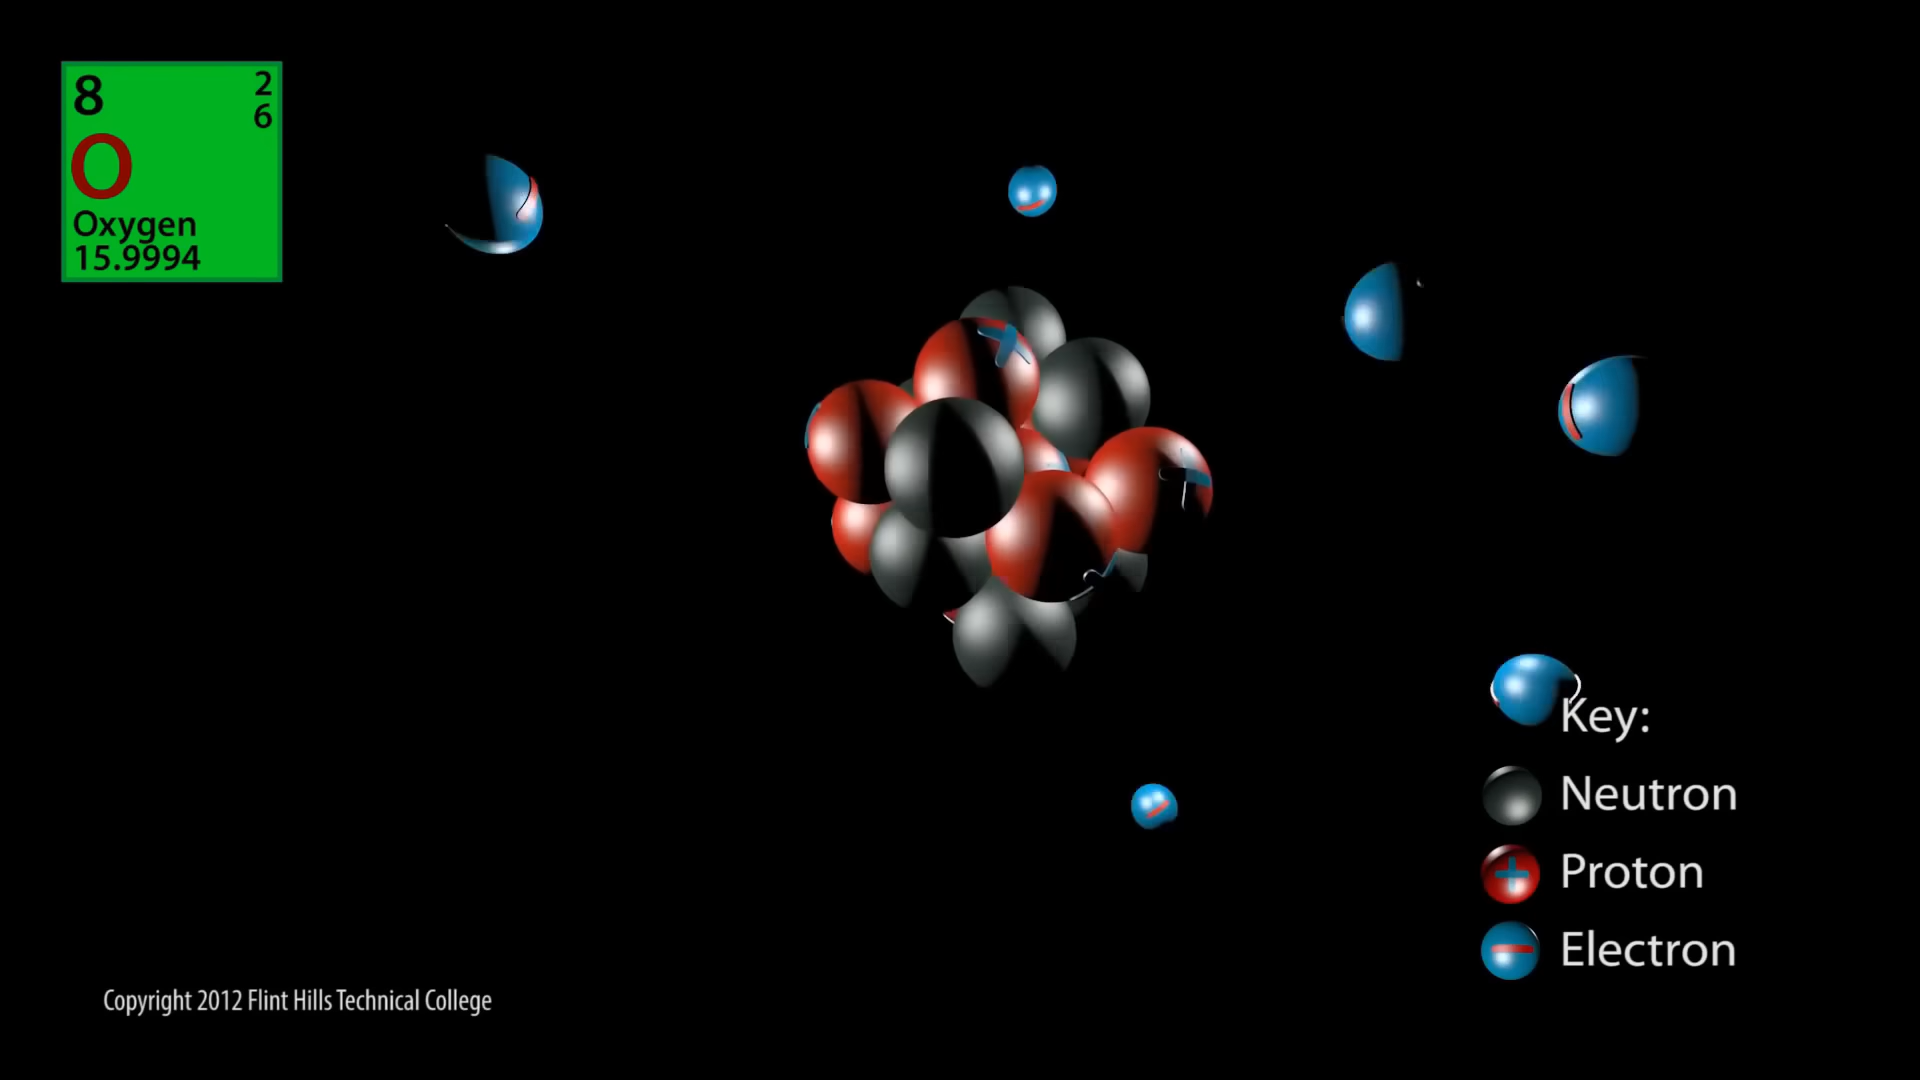 8
2
6
O
Oxygen
15.9994
Key:
Neutron
Proton
Electron
Copyright 2012 Flint Hills Technical College